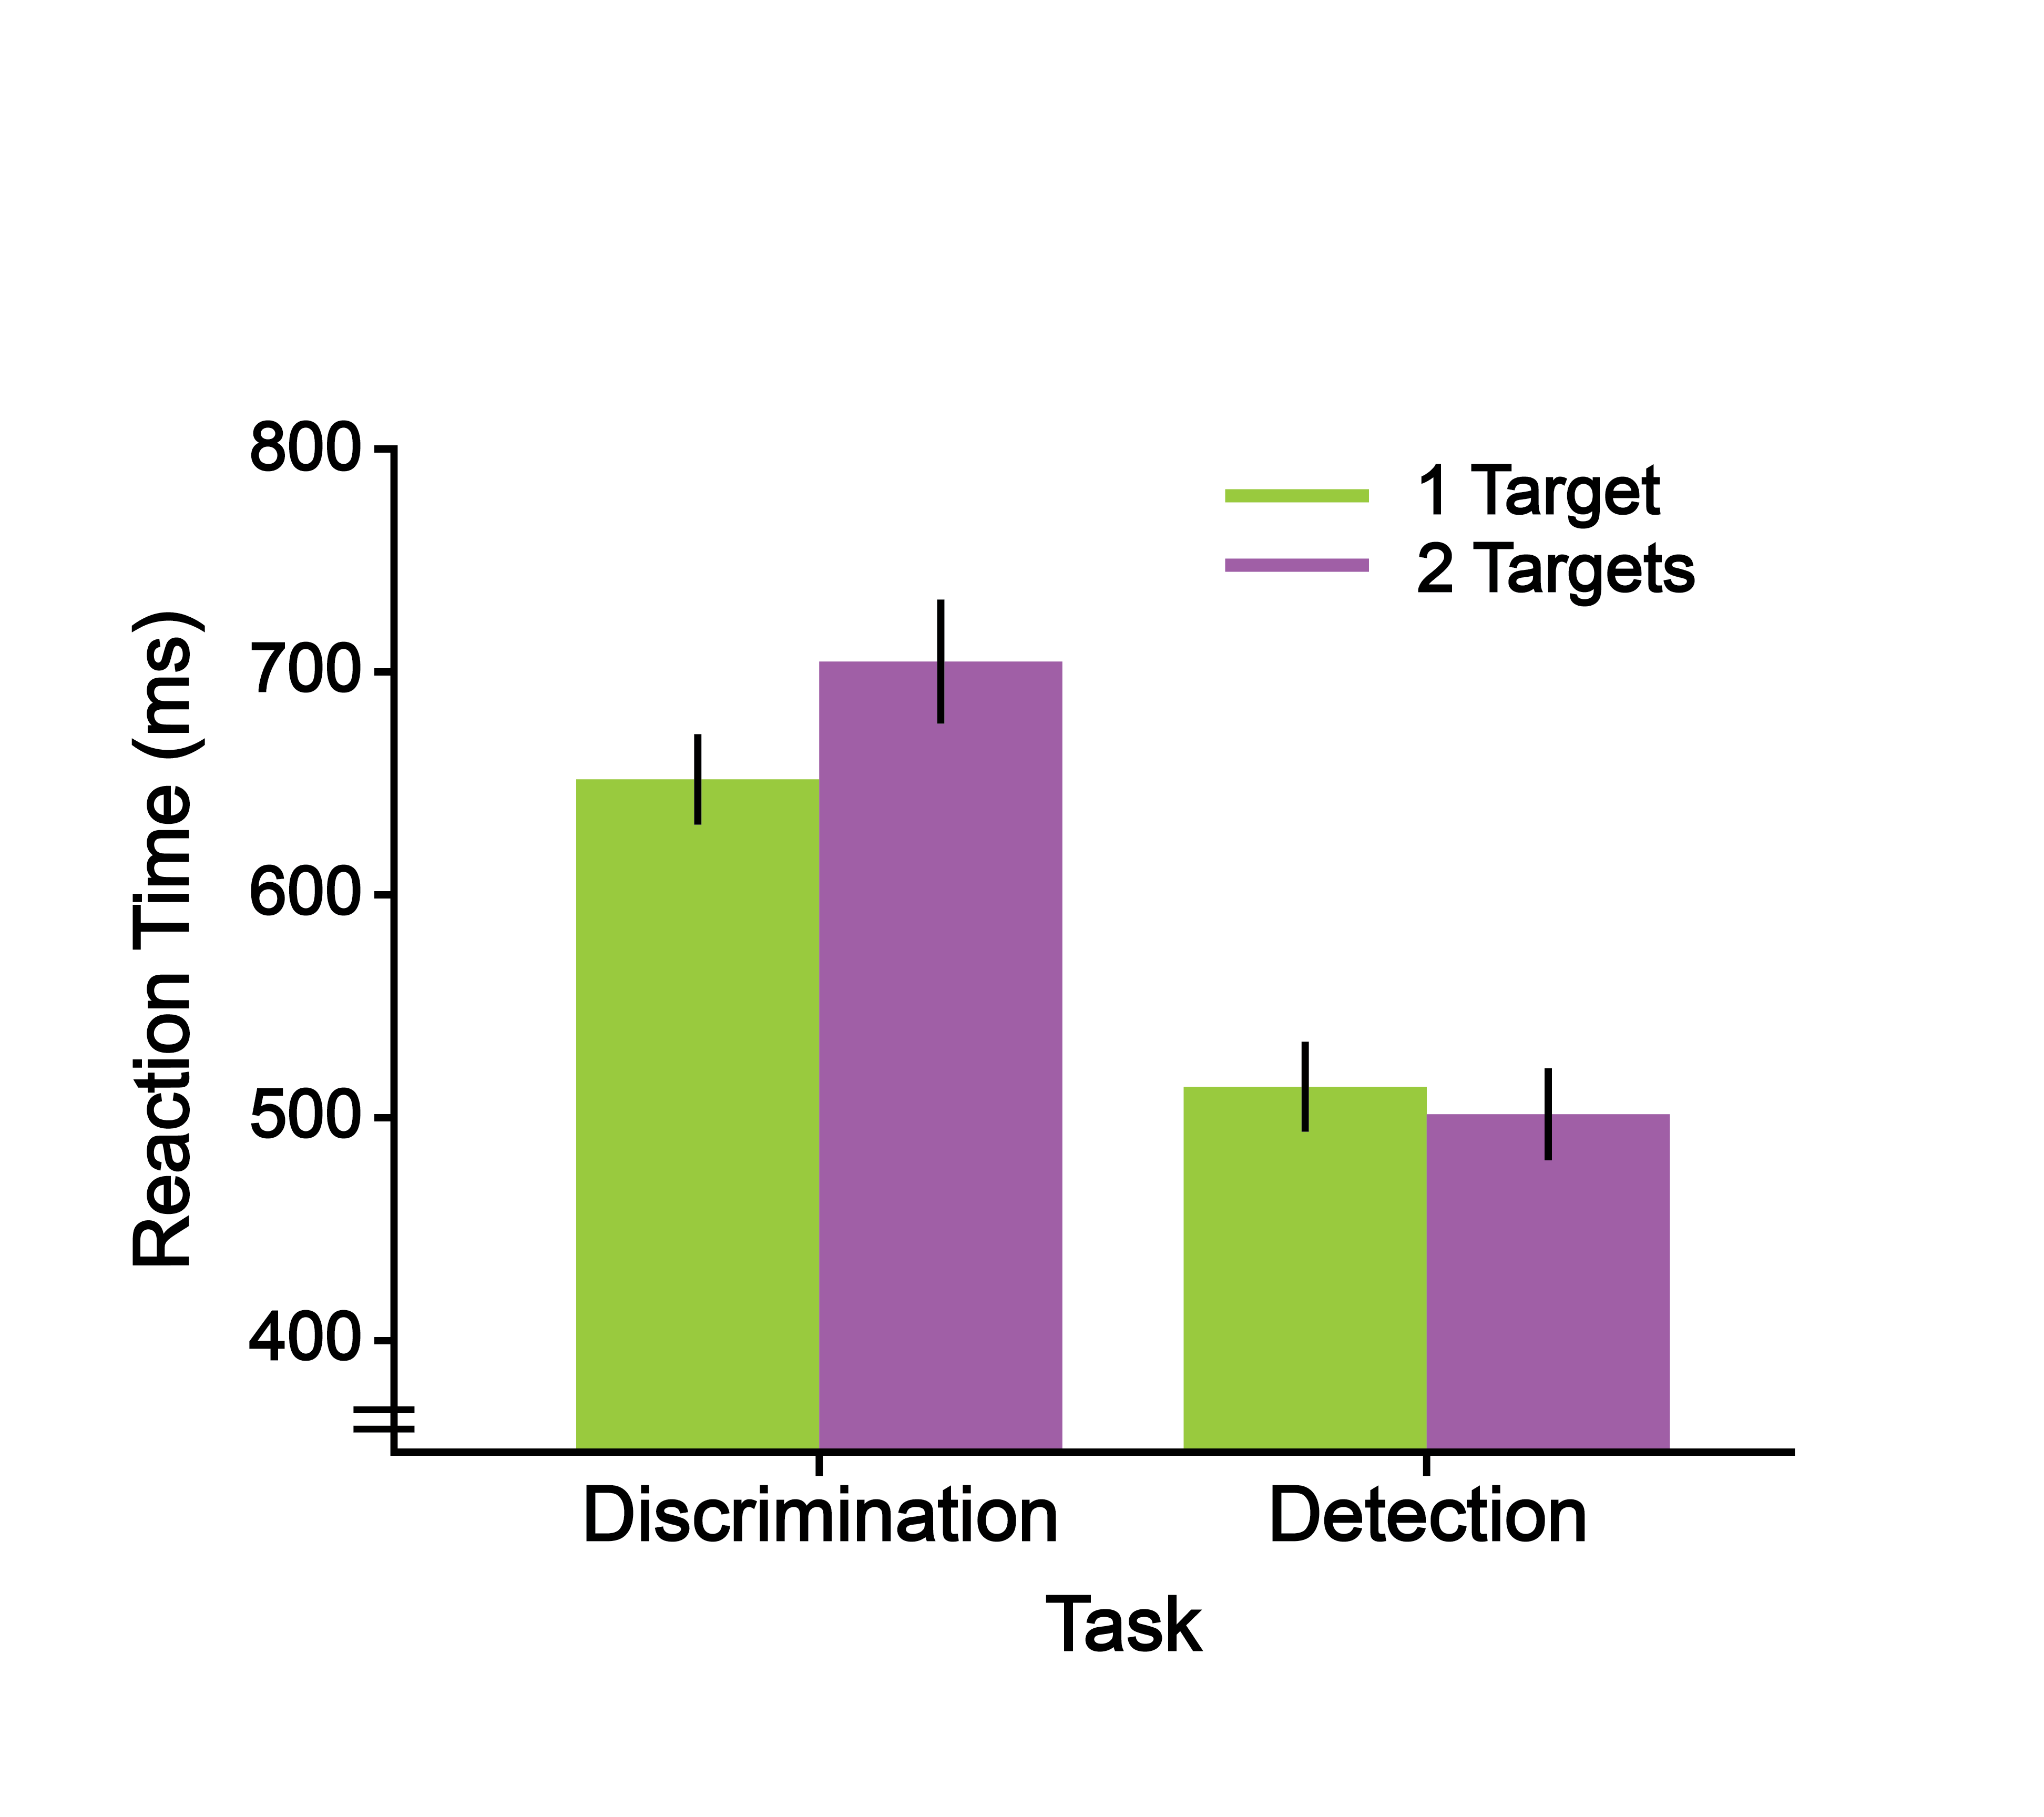 800
700
600
500
400
Reaction Time (ms)
1 Target
2 Targets
Discrimination
Detection
Task